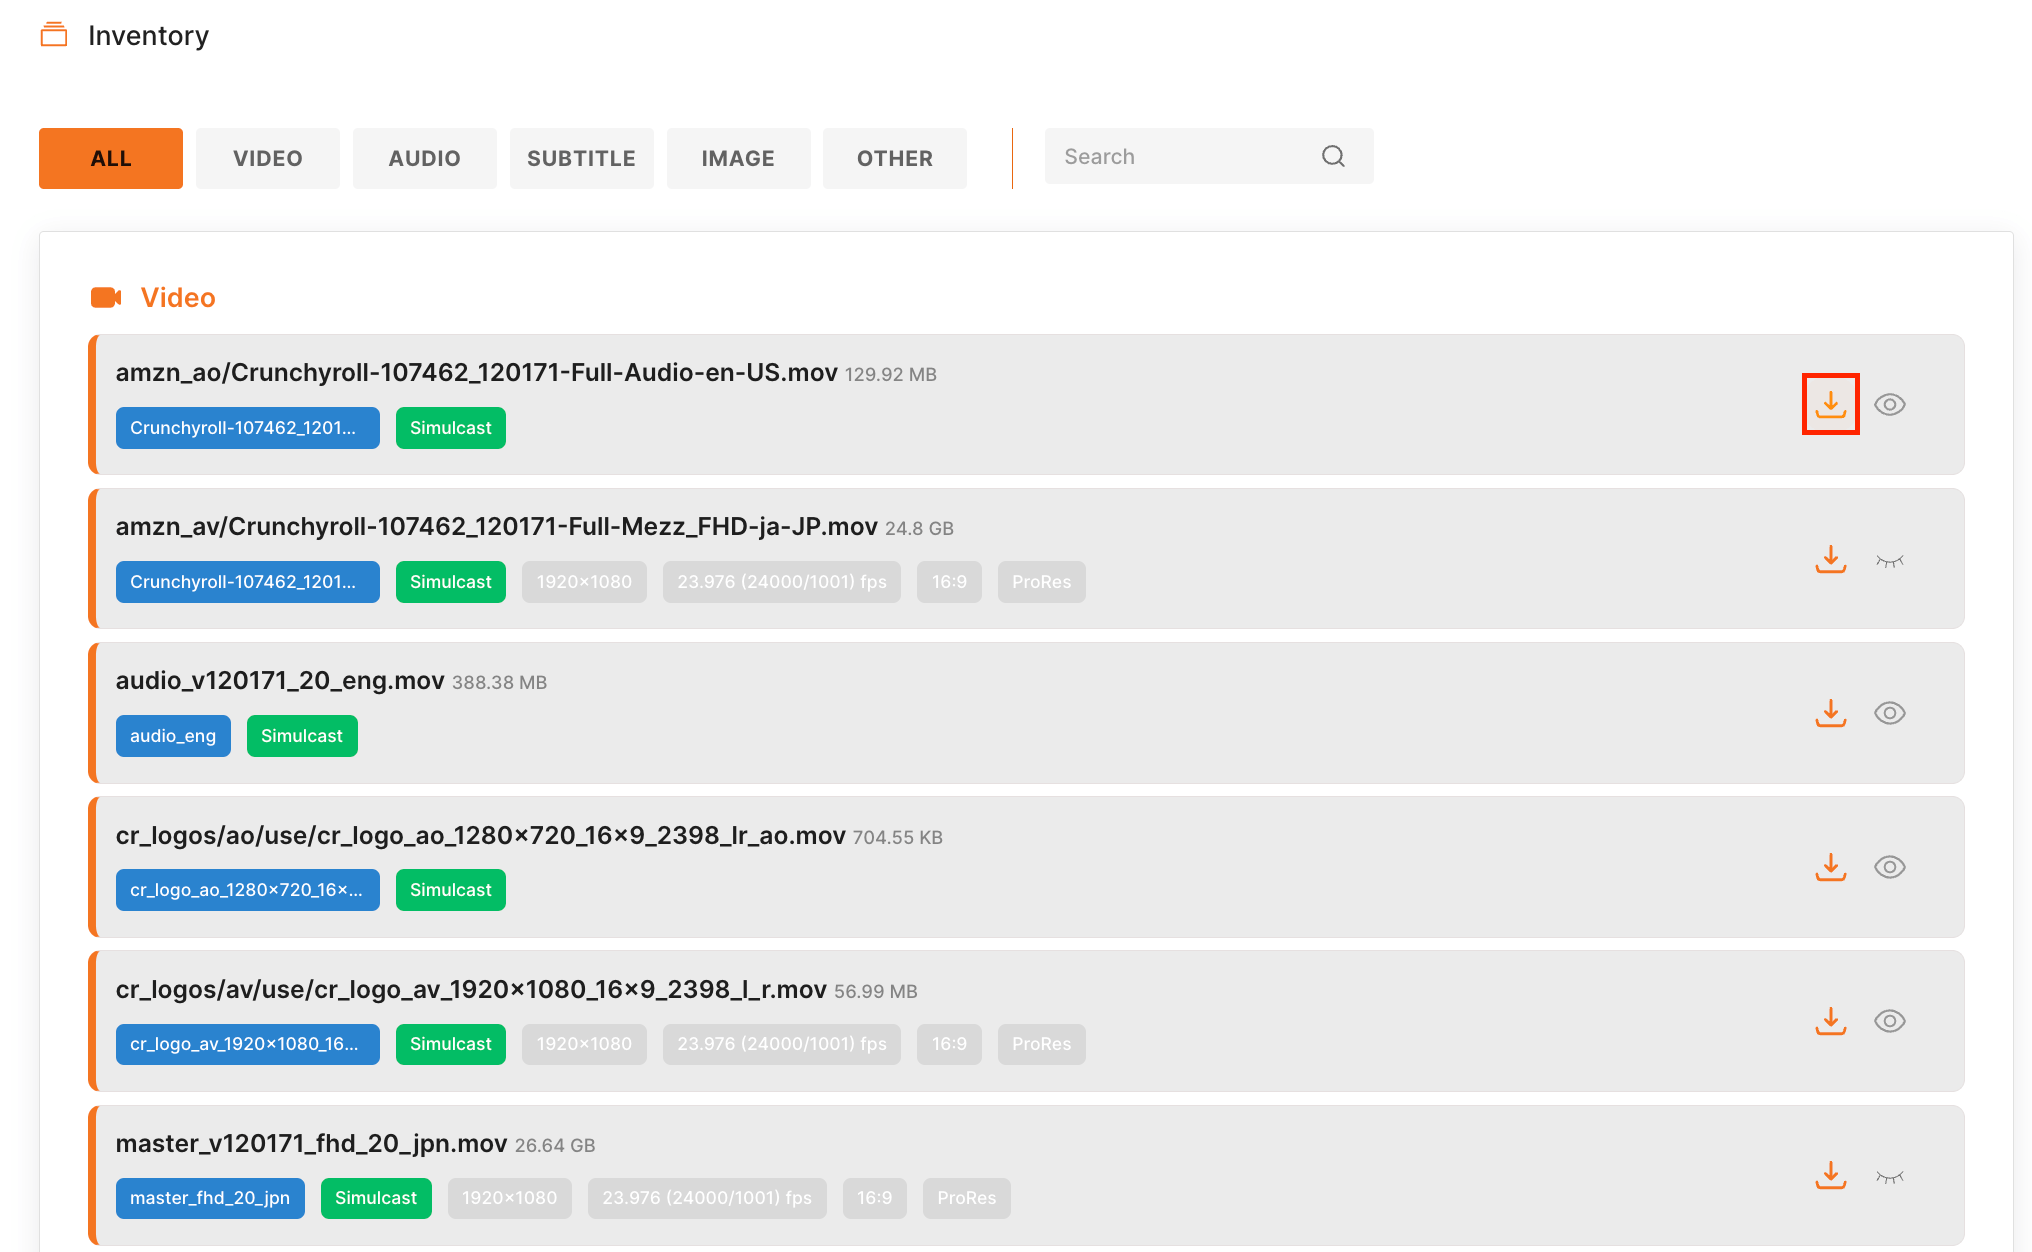 Inventory
ALL VIDEO AUDIO SUBTITLE IMAGE OTHER Search
Video
amzn_ao/Crunchyroll-107462_120171-Full-Audio-en-US.mov 129.92 MB
Crunchyroll-107462_1201... Simulcast
amzn_av/Crunchyroll-107462_120171-Full-Mezz_FHD-ja-JP.mov 24.8 GB
Crunchyroll-107462_1201... Simulcast 1920×1080 23.976 (24000/1001) fps 16:9 ProRes
audio_v120171_20_eng.mov 388.38 MB
audio_eng Simulcast
cr_logos/ao/use/cr_logo_ao_1280×720_16×9_2398_lr_ao.mov 704.55 KB
cr_logo_ao_1280×720_16×... Simulcast
cr_logos/av/use/cr_logo_av_1920×1080_16×9_2398_l_r.mov 56.99 MB
cr_logo_av_1920×1080_16... Simulcast 1920×1080 23.976 (24000/1001) fps 16:9 ProRes
master_v120171_fhd_20_jpn.mov 26.64 GB
master_fhd_20_jpn Simulcast 1920×1080 23.976 (24000/1001) fps 16:9 ProRes